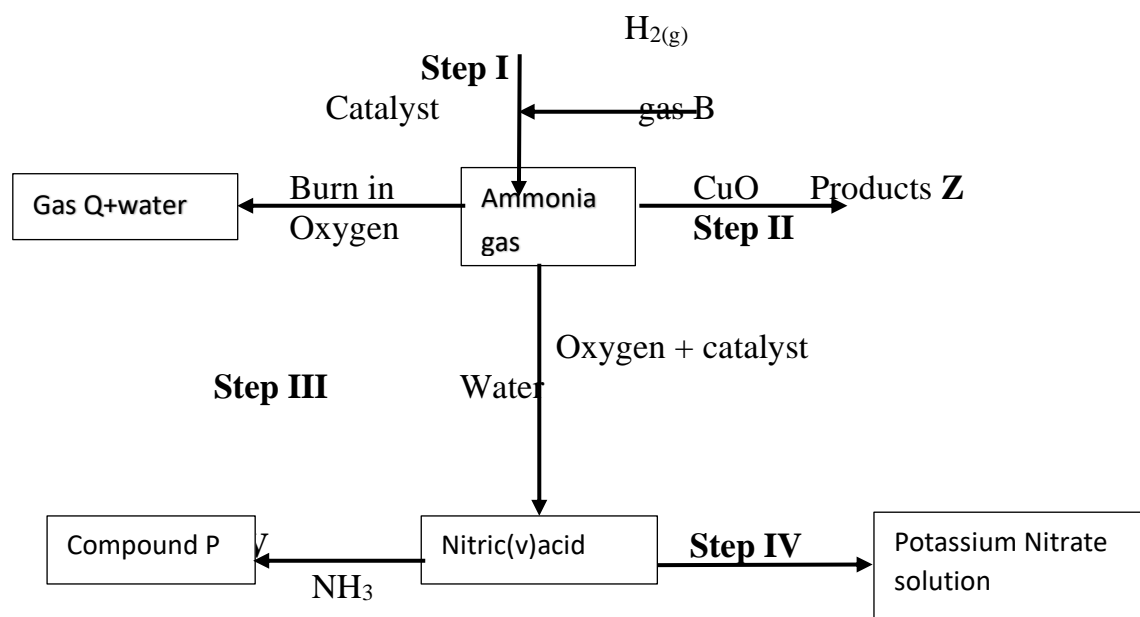 H2(g)
Step I
Catalyst gas B
Gas Q+water
Burn in
Oxygen
Ammonia
gas
CuO Products Z
Step II
Oxygen + catalyst
Step III Water
Compound P
NH3
Nitric(v)acid
Step IV
Potassium Nitrate
solution